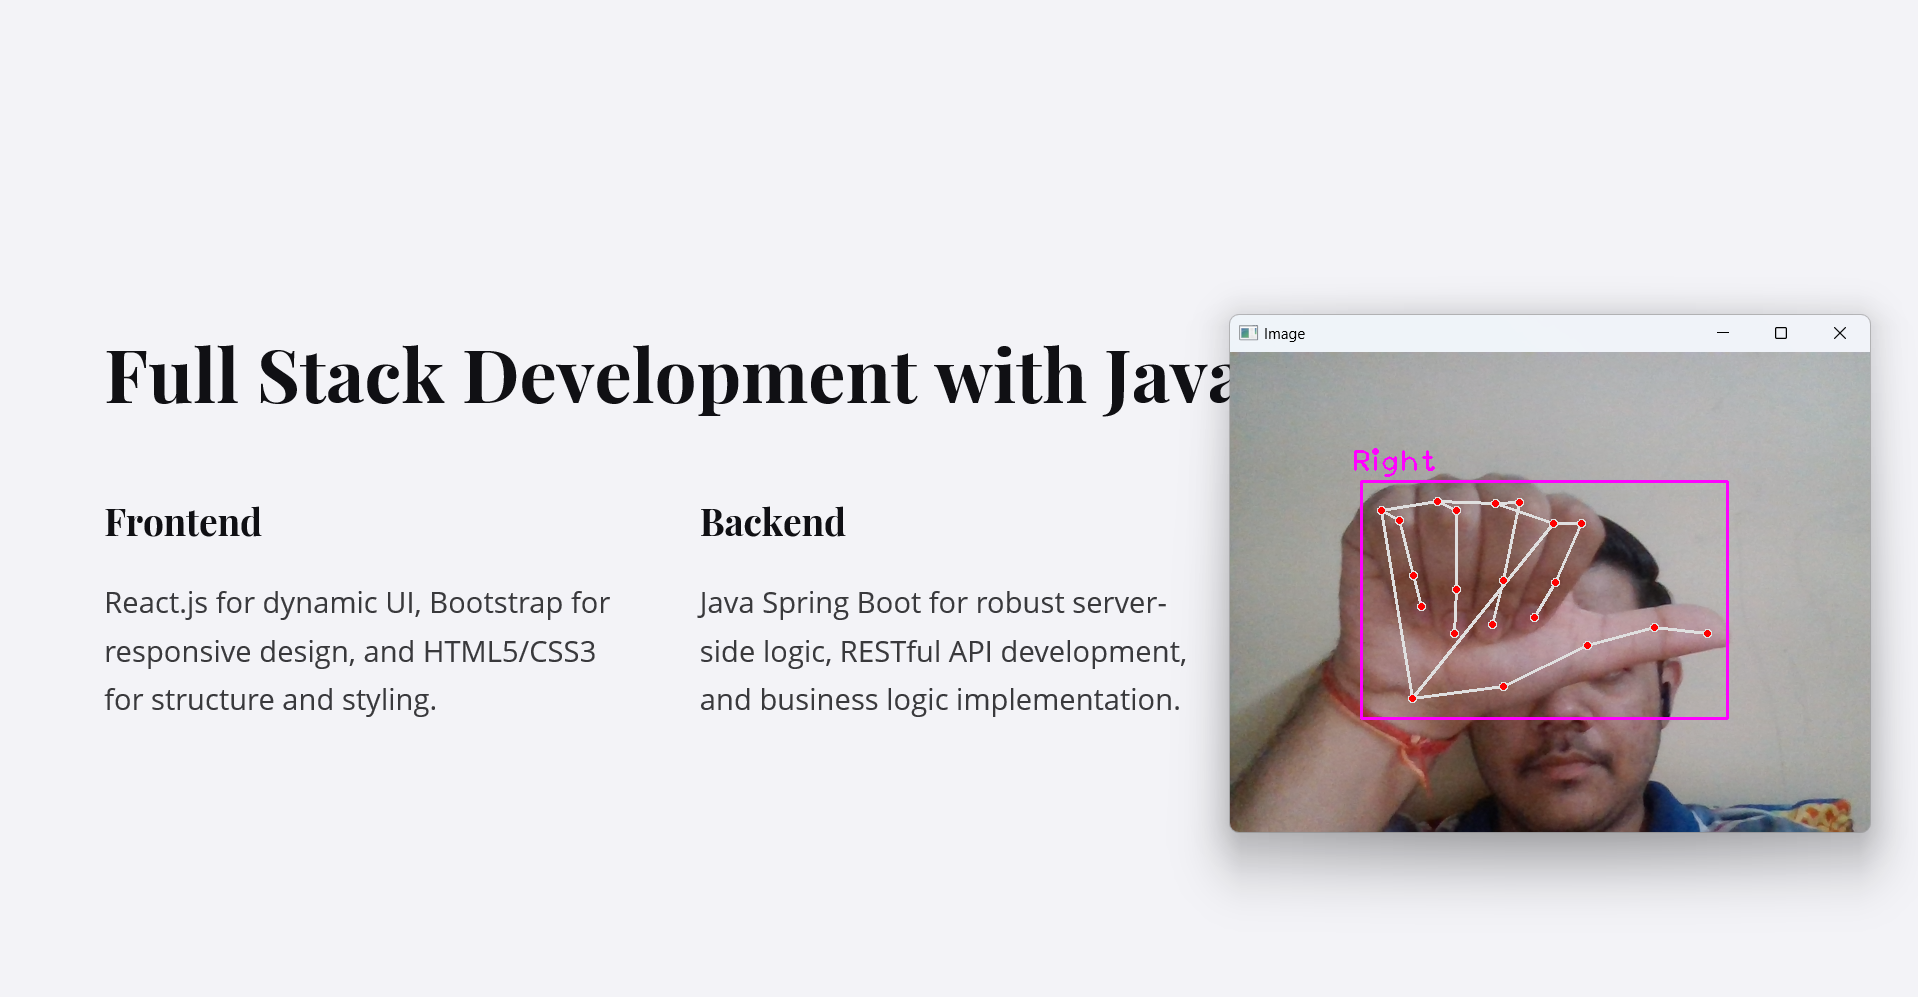 Full Stack Development with Java
Frontend
React.js for dynamic UI, Bootstrap for
responsive design, and HTML5/CSS3
for structure and styling.
Backend
Java Spring Boot for robust server-
side logic, RESTful API development,
and business logic implementation.
Image
Right